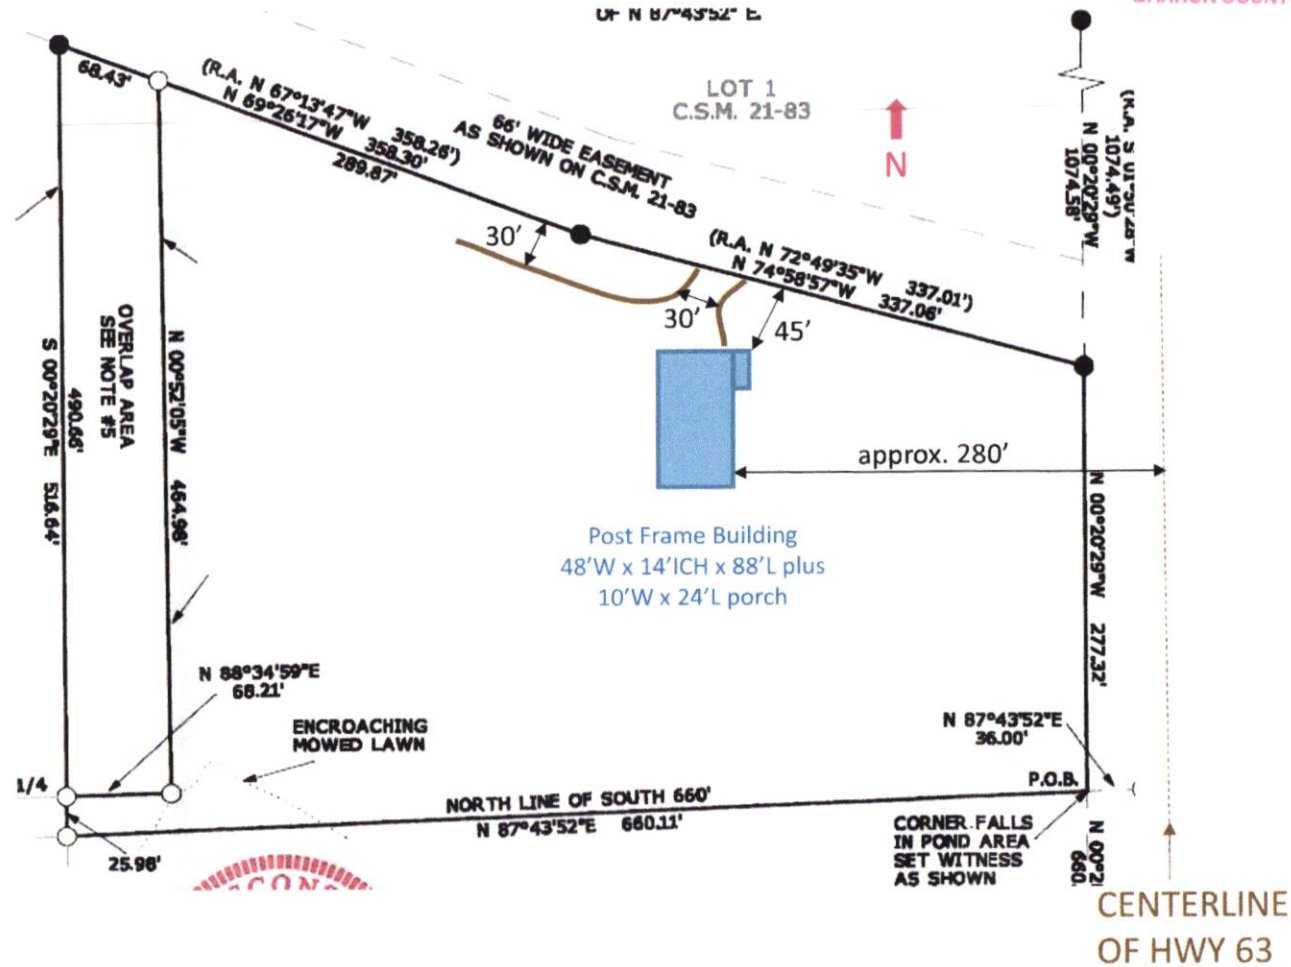 OF N 87°43'52" E.
68.43'
(R.A. N 67°13'47"W 358.26')
N 69°26'17"W 358.30'
289.87'
66' WIDE EASEMENT
AS SHOWN ON C.S.M. 21-83
LOT 1
C.S.M. 21-83
N
1074.49')
N 00°20'29"W
1074.58'
30'
(R.A. N 72°49'35"W 337.01')
N 74°58'57"W 337.06'
30'
45'
OVERLAP AREA
SEE NOTE #5
S 00°20'29"E 516.64'
490.66'
N 00°52'05"W 464.98'
approx. 280'
N 00°20'29"W 277.32'
Post Frame Building
48'W x 14'ICH x 88'L plus
10'W x 24'L porch
N 88°34'59"E
68.21'
ENCROACHING
MOWED LAWN
N 87°43'52"E
36.00'
1/4
P.O.B.
NORTH LINE OF SOUTH 660'
N 87°43'52"E 660.11'
25.98'
CORNER FALLS
IN POND AREA
SET WITNESS
AS SHOWN
N 00°2
660.
CENTERLINE
OF HWY 63